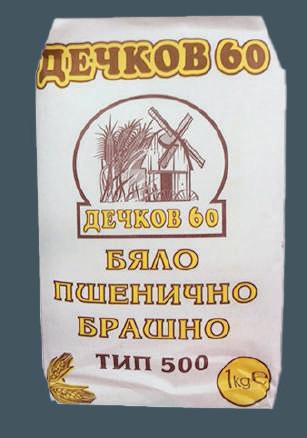 ДЕЧКОВ 60
ДЕЧКОВ 60
БЯЛО
ПШЕНИЧНО
БРАШНО
ТИП 500
1kg e